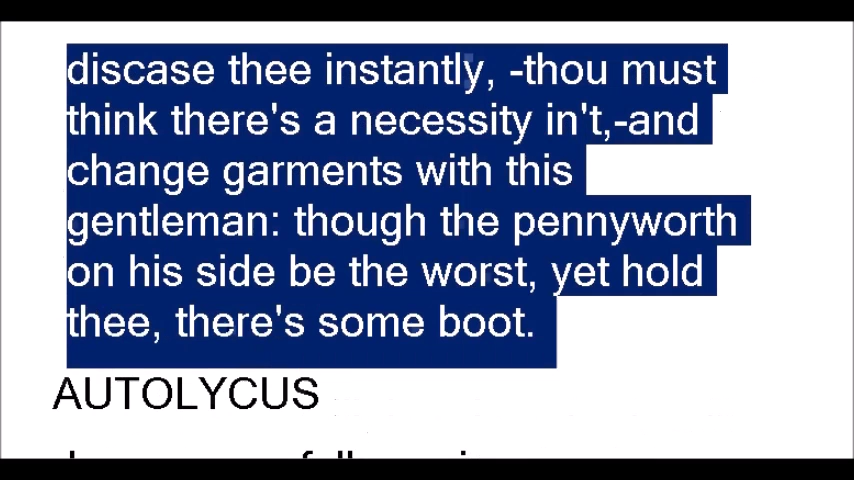 discase thee instantly, -thou must
think there's a necessity in't,-and
change garments with this
gentleman: though the pennyworth
on his side be the worst, yet hold
thee, there's some boot.
AUTOLYCUS